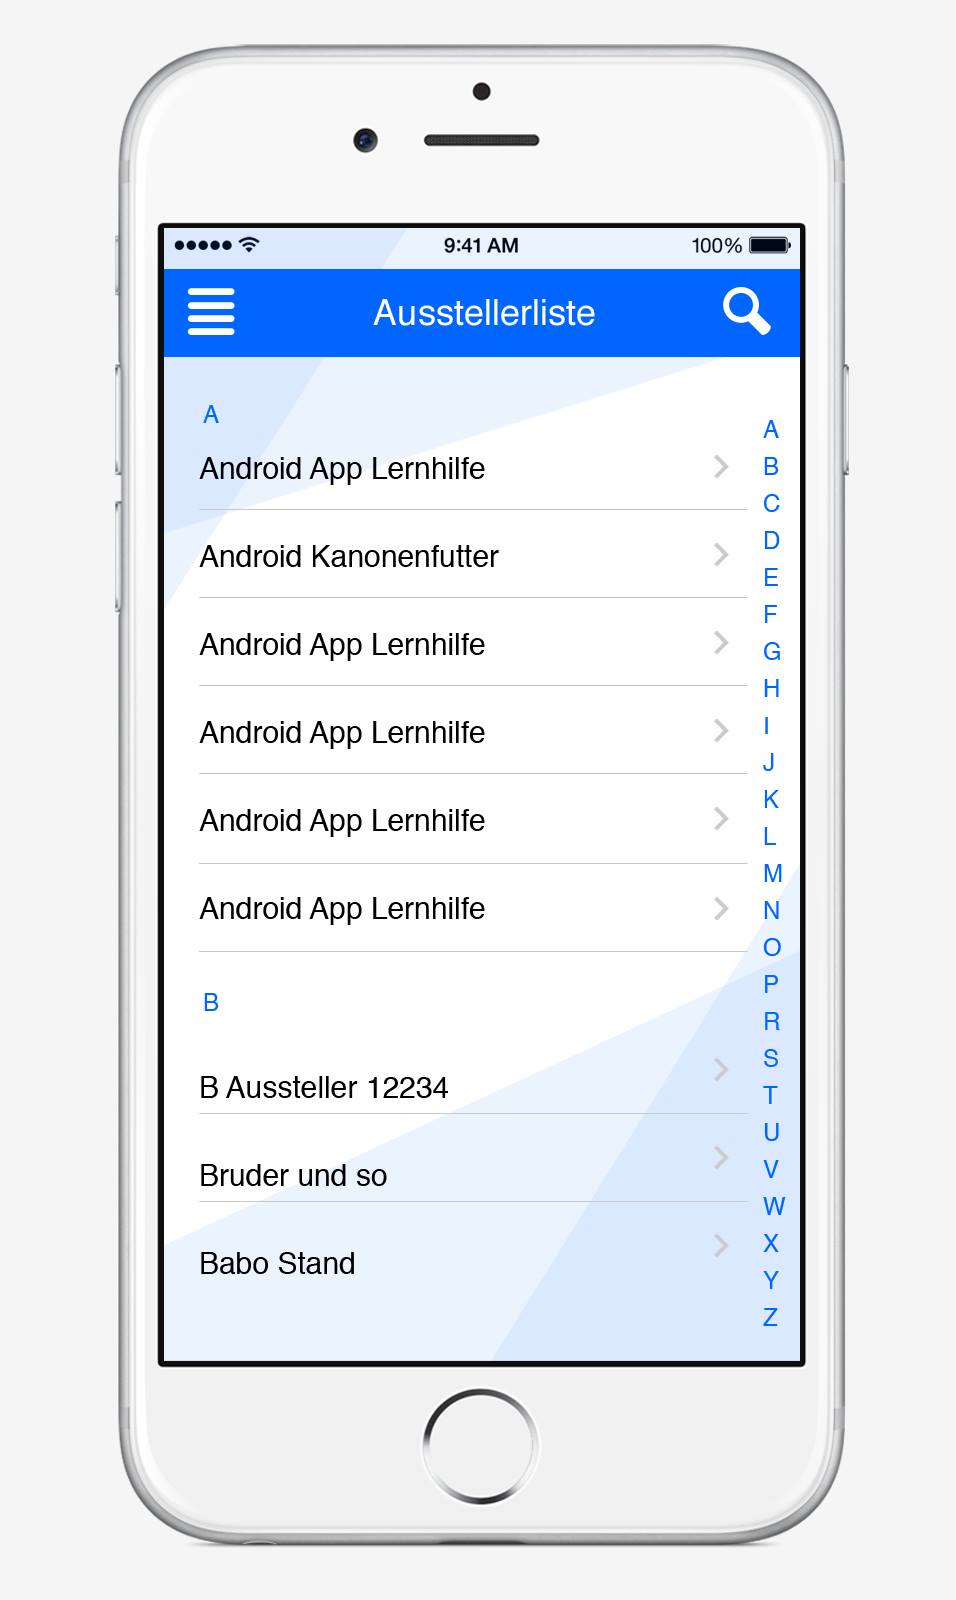 9:41 AM 100%
Ausstellerliste
A
Android App Lernhilfe
Android Kanonenfutter
Android App Lernhilfe
Android App Lernhilfe
Android App Lernhilfe
Android App Lernhilfe
B
B Aussteller 12234
Bruder und so
Babo Stand
A
B
C
D
E
F
G
H
I
J
K
L
M
N
O
P
R
S
T
U
V
W
X
Y
Z